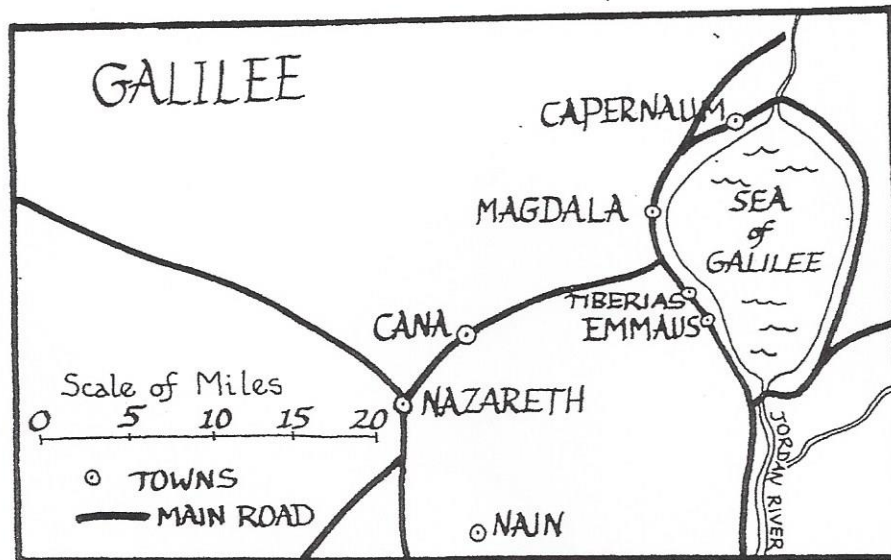 GALILEE
CAPERNAUM
MAGDALA
SEA
of
GALILEE
TIBERIAS
EMMAUS
CANA
NAZARETH
Scale of Miles
0 5 10 15 20
TOWNS
MAIN ROAD
NAIN
JORDAN RIVER